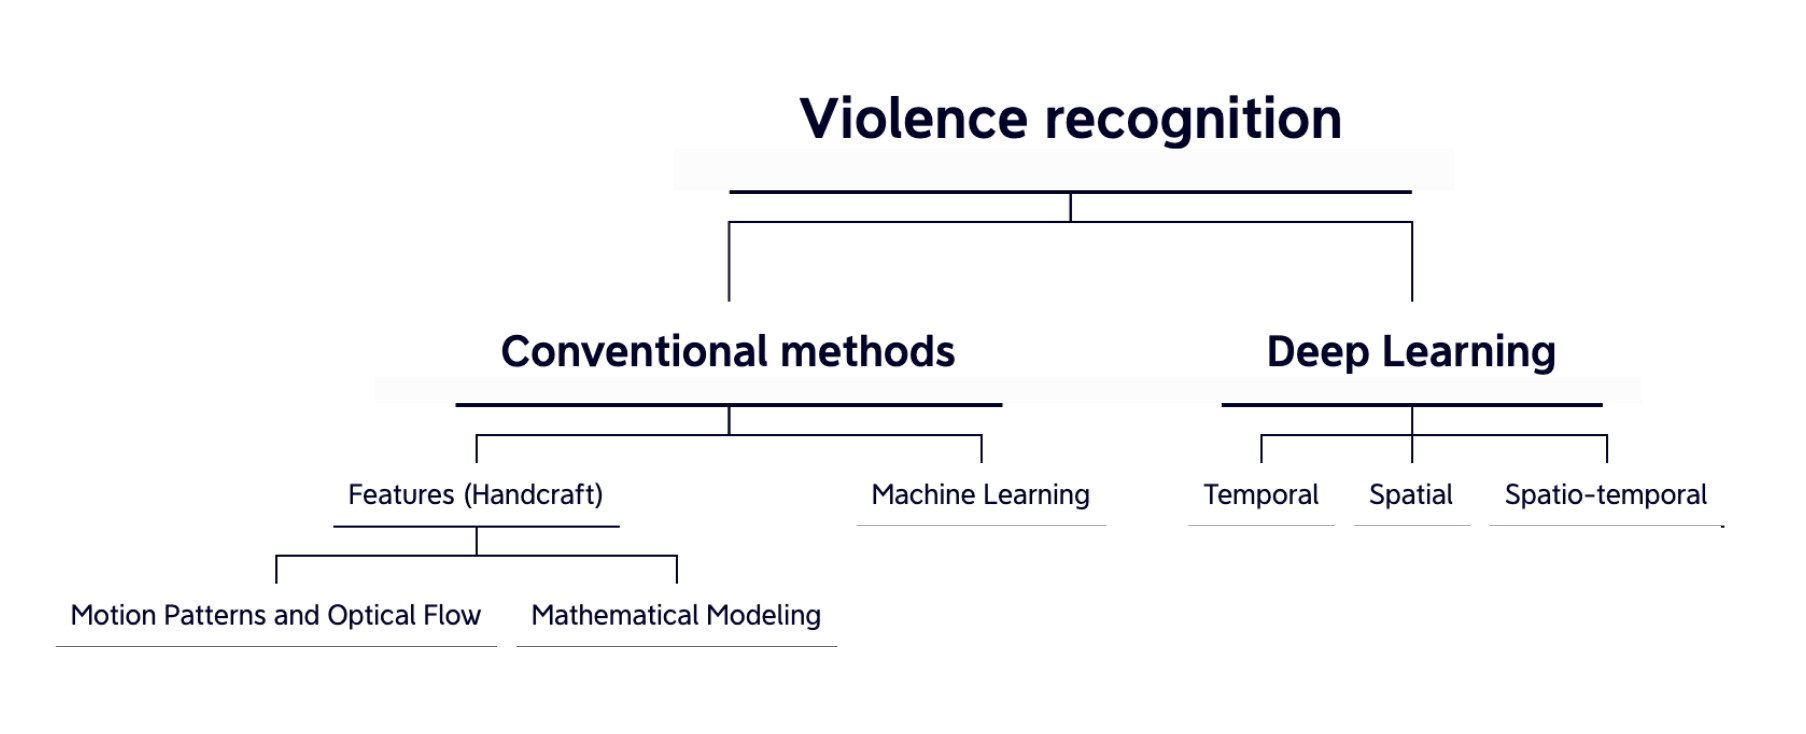 Violence recognition
Conventional methods
Deep Learning
Features (Handcraft)
Machine Learning
Temporal
Spatial
Spatio-temporal
Motion Patterns and Optical Flow
Mathematical Modeling